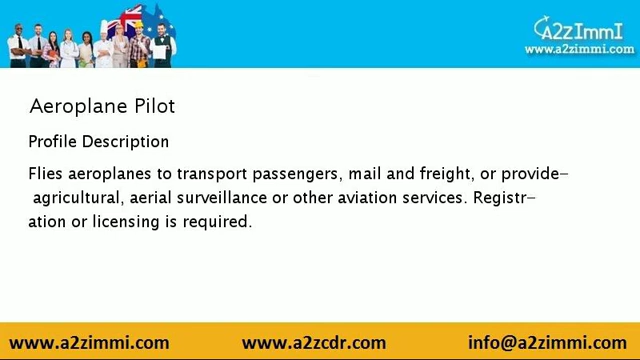 A2zImmI
www.a2zimmi.com
Aeroplane Pilot
Profile Description
Flies aeroplanes to transport passengers, mail and freight, or provide–
agricultural, aerial surveillance or other aviation services. Registr–
ation or licensing is required.
www.a2zimmi.com
www.a2zcdr.com
info@a2zimmi.com